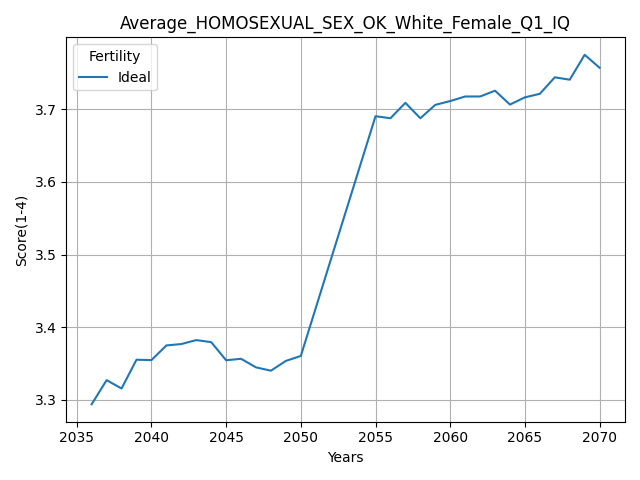 Average_HOMOSEXUAL_SEX_OK_White_Female_Q1_IQ
Fertility
Ideal
Score(1-4)
3.7
3.6
3.5
3.4
3.3
2035 2040 2045 2050 2055 2060 2065 2070
Years